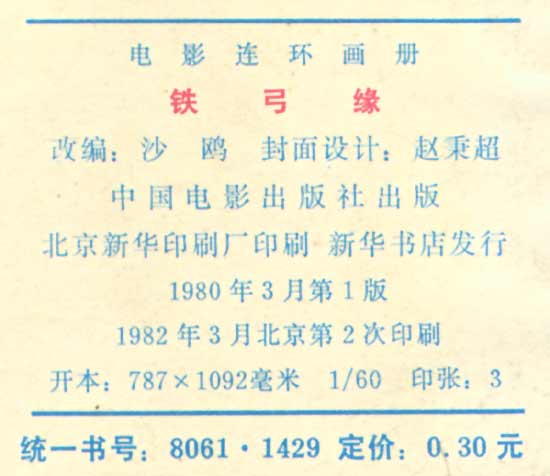 电影连环画册
铁弓缘
改编：沙鸥 封面设计：赵秉超
中国电影出版社出版
北京新华印刷厂印刷 新华书店发行
1980年3月第1版
1982年3月北京第2次印刷
开本：787×1092毫米 1/60 印张：3
统一书号：8061·1429 定价：0.30元